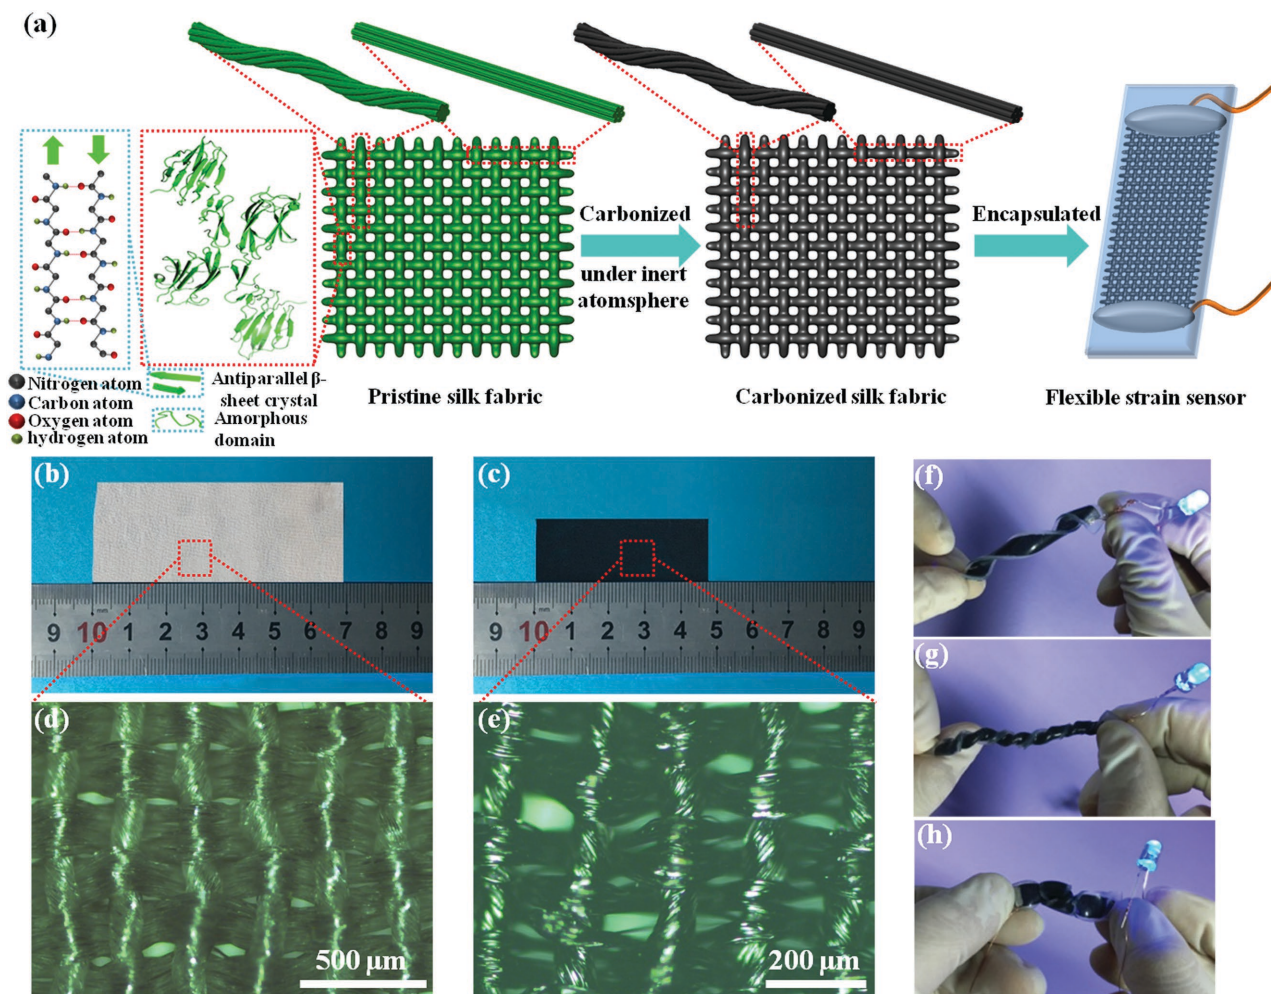 (a)
Carbonized
under inert
atomsphere
Encapsulated
Nitrogen atom
Carbon atom
Oxygen atom
hydrogen atom
Antiparallel β-
sheet crystal
Amorphous
domain
Pristine silk fabric
Carbonized silk fabric
Flexible strain sensor
(b)
mm
9 10 1 2 3 4 5 6 7 8 9
(c)
mm
9 10 1 2 3 4 5 6 7 8 9
(d)
500 μm
(e)
200 μm
(f)
(g)
(h)